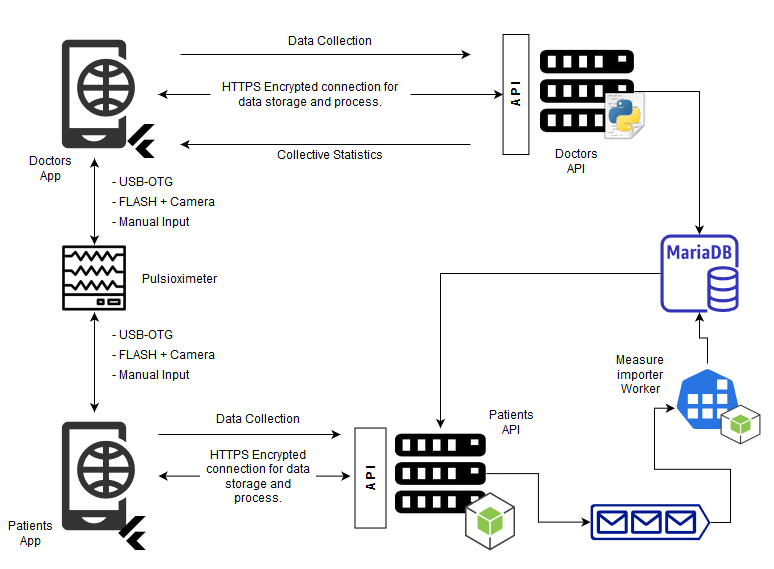 Data Collection
HTTPS Encrypted connection for
data storage and process.
API
Collective Statistics
Doctors
API
Doctors
App
- USB-OTG
- FLASH + Camera
- Manual Input
MariaDB
Pulsioximeter
- USB-OTG
- FLASH + Camera
- Manual Input
Measure
importer
Worker
Data Collection
Patients
API
HTTPS Encrypted
connection for data
storage and
process.
API
Patients
App